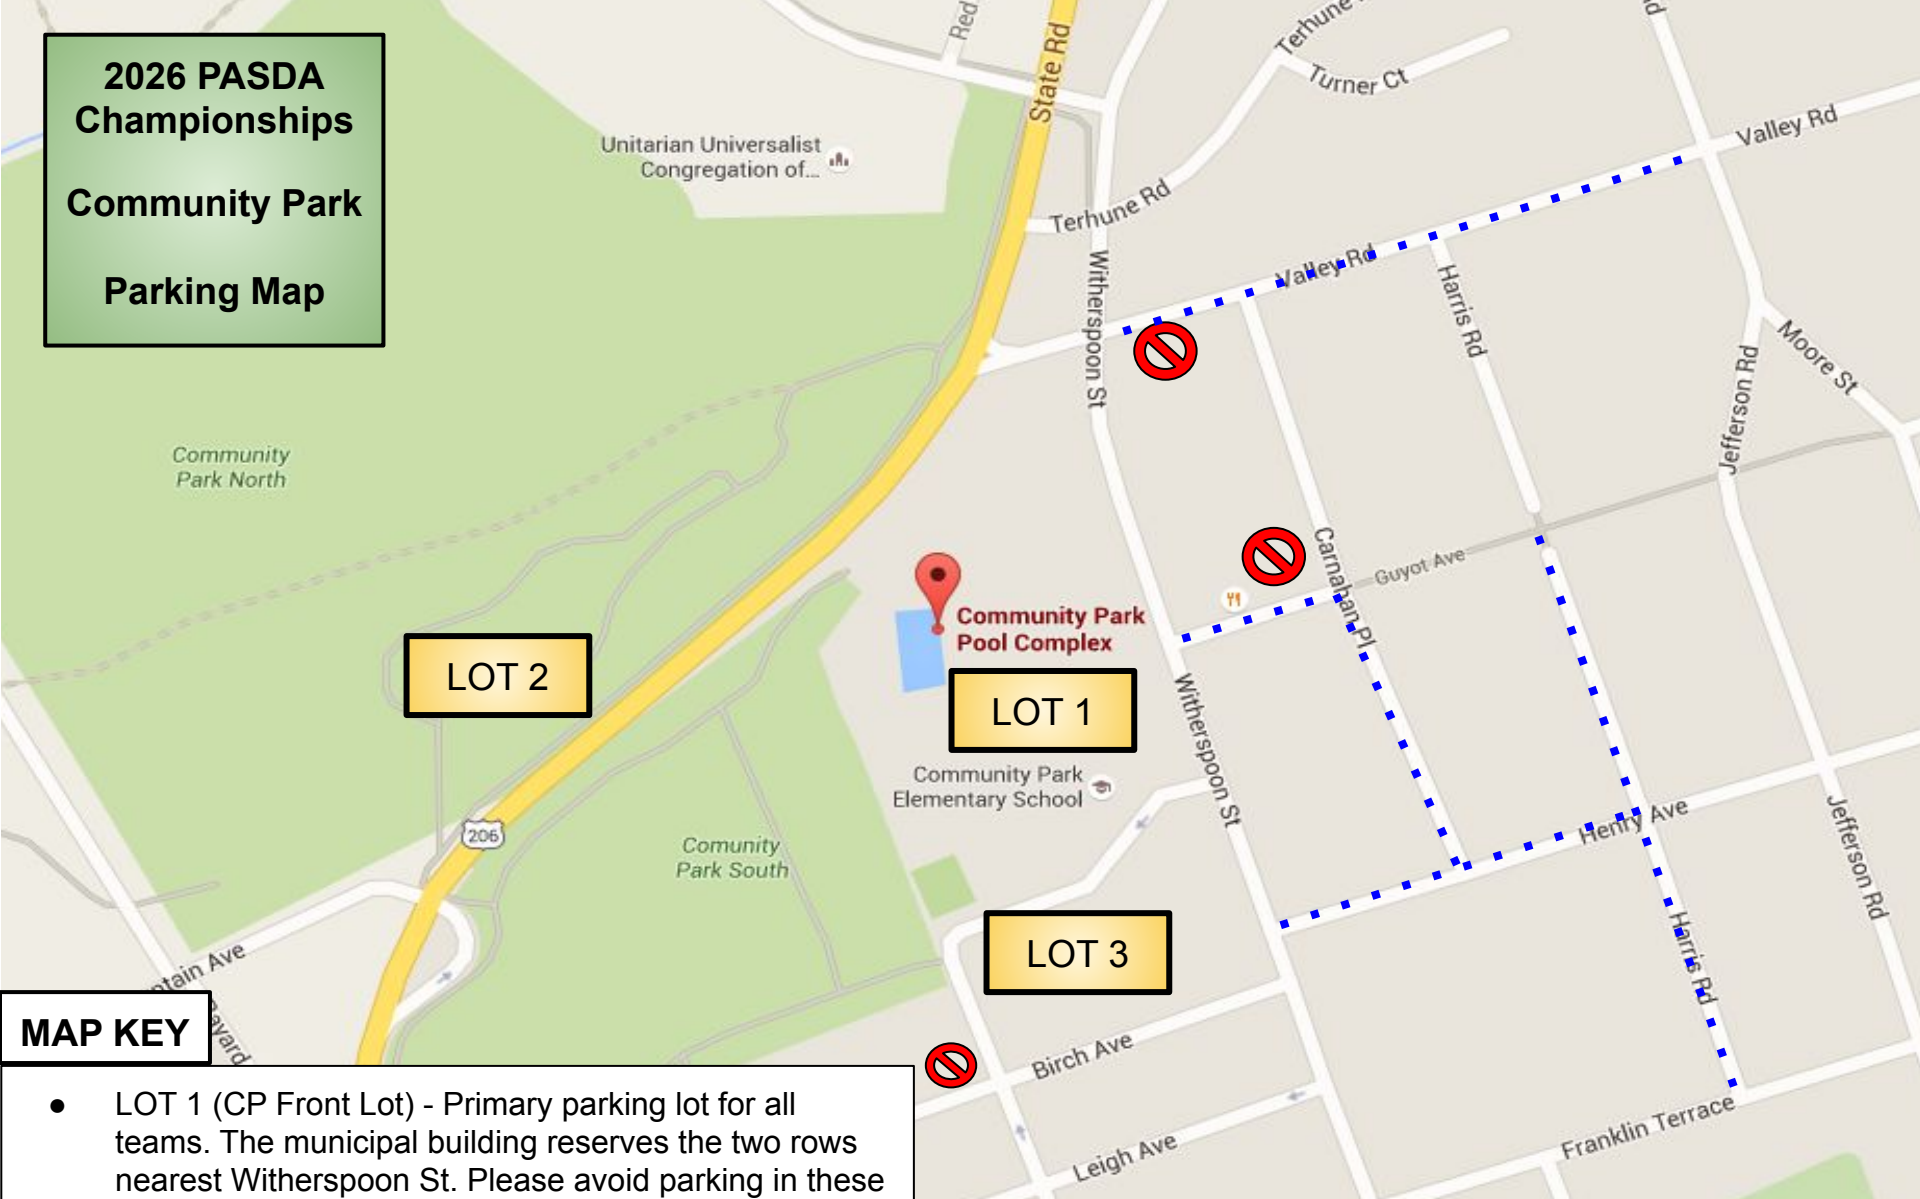 2026 PASDA
Championships
Community Park
Parking Map
Red
State Rd
Terhune
Turner Ct
Valley Rd
Unitarian Universalist
Congregation of...
Terhune Rd
Valley Rd
Witherspoon St
Harris Rd
Moore St
Jefferson Rd
Community
Park North
Carnahan Pl
Guyot Ave
Community Park
Pool Complex
LOT 2
LOT 1
Witherspoon St
Community Park
Elementary School
206
Comunity
Park South
Henry Ave
Jefferson Rd
LOT 3
Harris Rd
ntain Ave
Bayard
Birch Ave
Leigh Ave
Franklin Terrace
MAP KEY
● LOT 1 (CP Front Lot) - Primary parking lot for all
teams. The municipal building reserves the two rows
nearest Witherspoon St. Please avoid parking in these